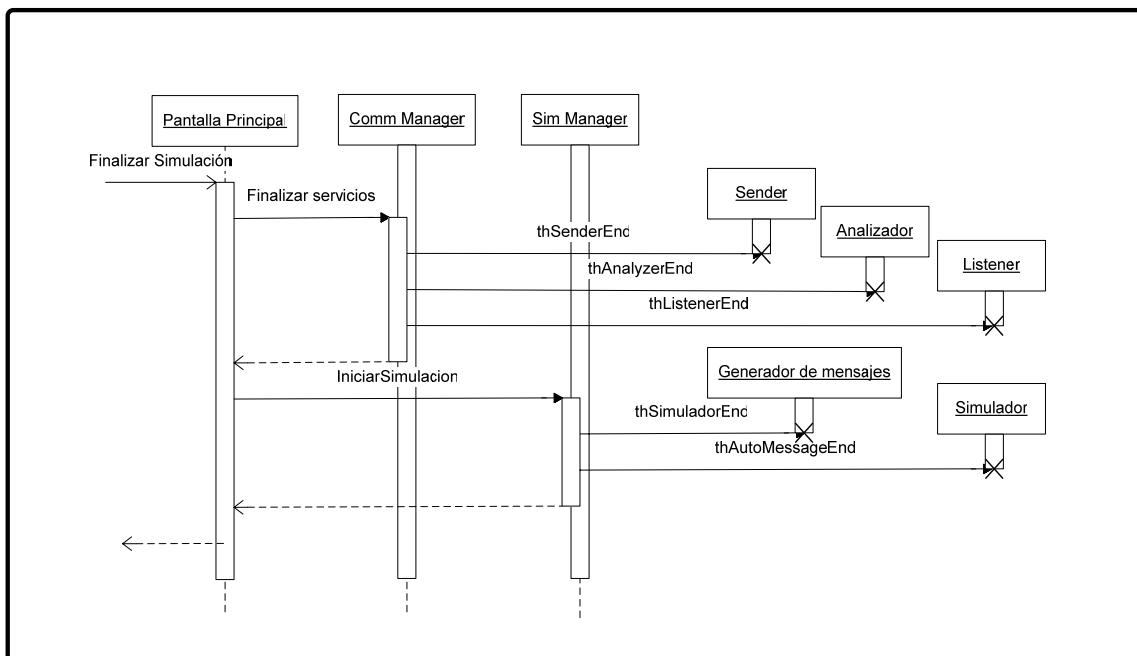 Pantalla Principal
Comm Manager
Sim Manager
Finalizar Simulación
Finalizar servicios
Sender
thSenderEnd
Analizador
thAnalyzerEnd
Listener
thListenerEnd
IniciarSimulacion
Generador de mensajes
thSimuladorEnd
Simulador
thAutoMessageEnd